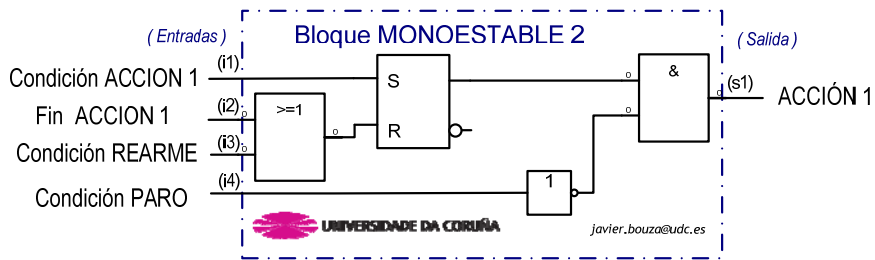 ( Entradas )
Bloque MONOESTABLE 2
( Salida )
Condición ACCION 1
(i1)
S
&
(s1)
ACCIÓN 1
Fin ACCION 1
(i2)
>=1
R
Condición REARME
(i3)
Condición PARO
(i4)
1
UNIVERSIDADE DA CORUÑA
javier.bouza@udc.es